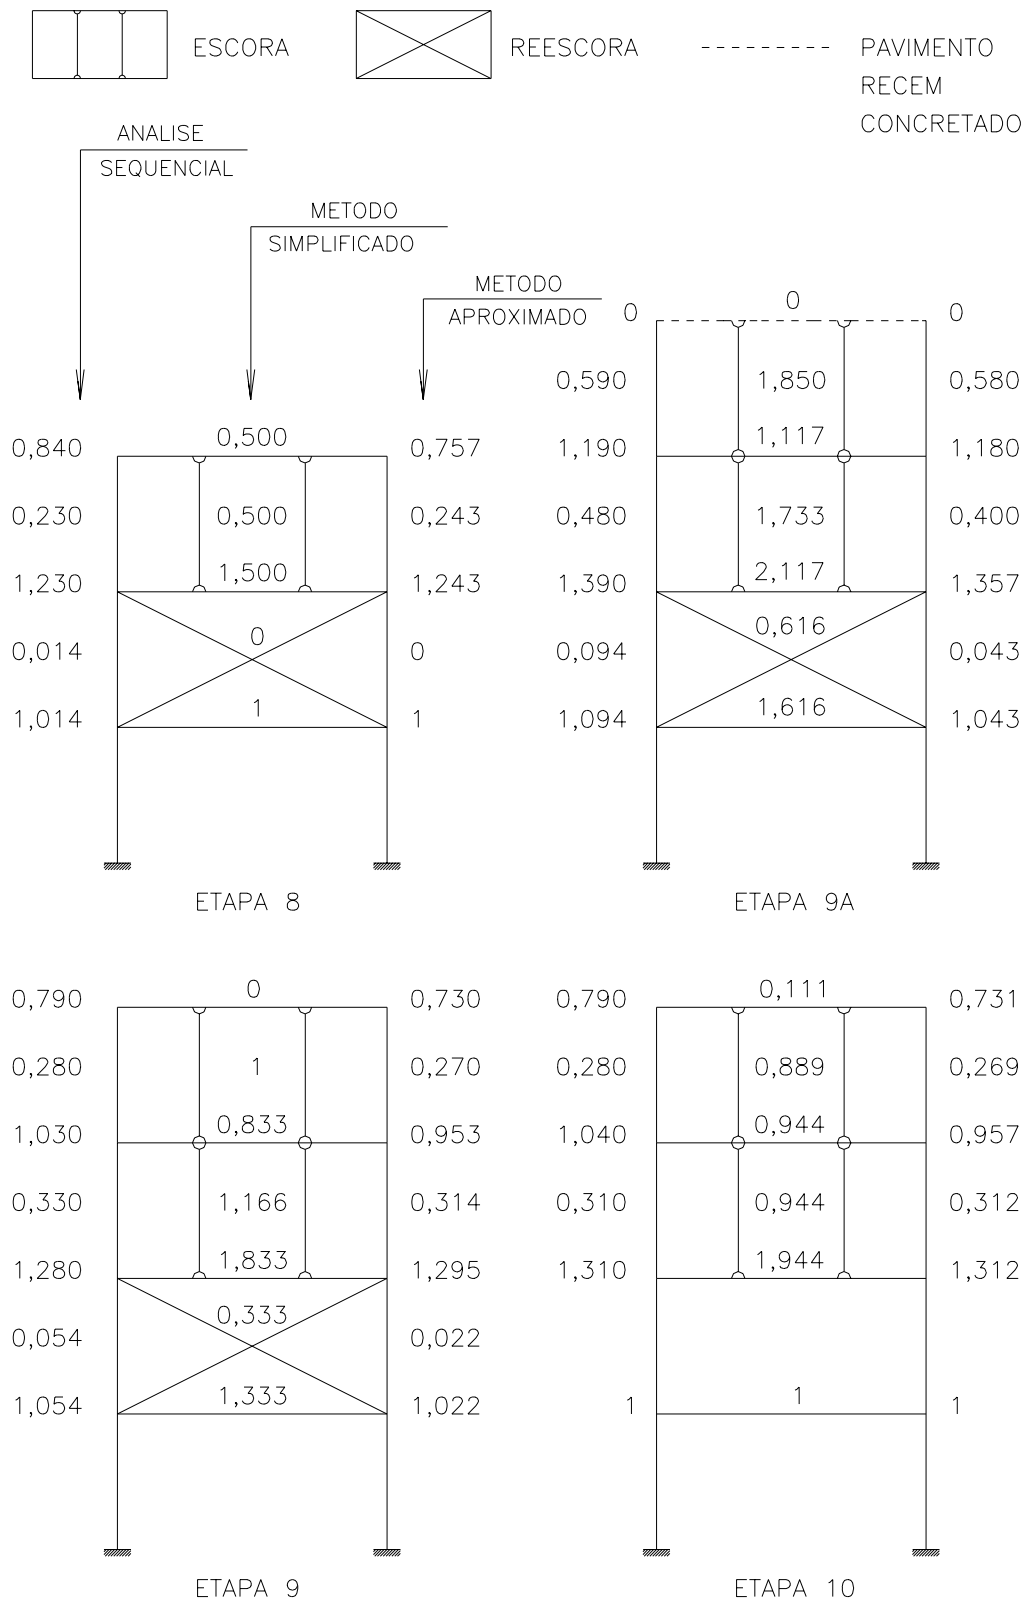 ESCORA
REESCORA
PAVIMENTO
RECEM
CONCRETADO
ANALISE
SEQUENCIAL
METODO
SIMPLIFICADO
METODO
APROXIMADO
0,840 0,500 0,757
0,230 0,500 0,243
1,230 1,500 1,243
0,014 0 0
1,014 1 1
ETAPA 8
0 0 0
0,590 1,850 0,580
1,190 1,117 1,180
0,480 1,733 0,400
1,390 2,117 1,357
0,094 0,616 0,043
1,094 1,616 1,043
ETAPA 9A
0,790 0 0,730
0,280 1 0,270
1,030 0,833 0,953
0,330 1,166 0,314
1,280 1,833 1,295
0,054 0,333 0,022
1,054 1,333 1,022
ETAPA 9
0,790 0,111 0,731
0,280 0,889 0,269
1,040 0,944 0,957
0,310 0,944 0,312
1,310 1,944 1,312
1 1 1
ETAPA 10